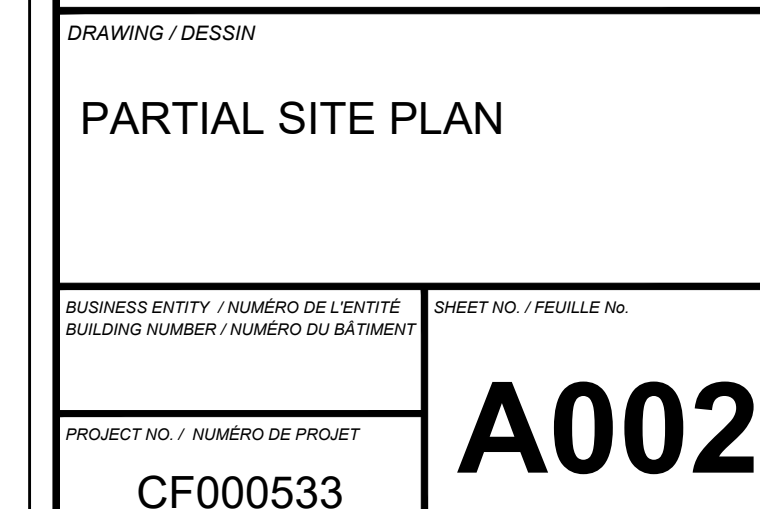 DRAWING / DESSIN
PARTIAL SITE PLAN
BUSINESS ENTITY / NUMÉRO DE L'ENTITÉ
BUILDING NUMBER / NUMÉRO DU BÂTIMENT
SHEET NO. / FEUILLE No.
A002
PROJECT NO. / NUMÉRO DE PROJET
CF000533